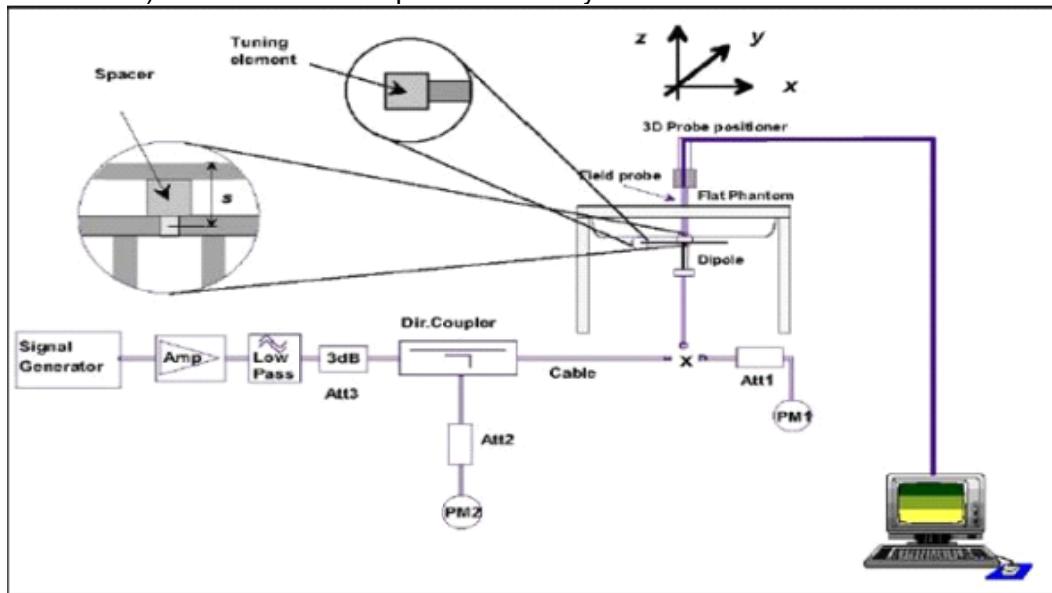 Tuning
element
Spacer
s
z
y
x
3D Probe positioner
Field probe
Flat Phantom
Dipole
Signal
Generator
Amp
Low
Pass
3dB
Att3
Dir.Coupler
Cable
x
Att1
PM1
Att2
PM2